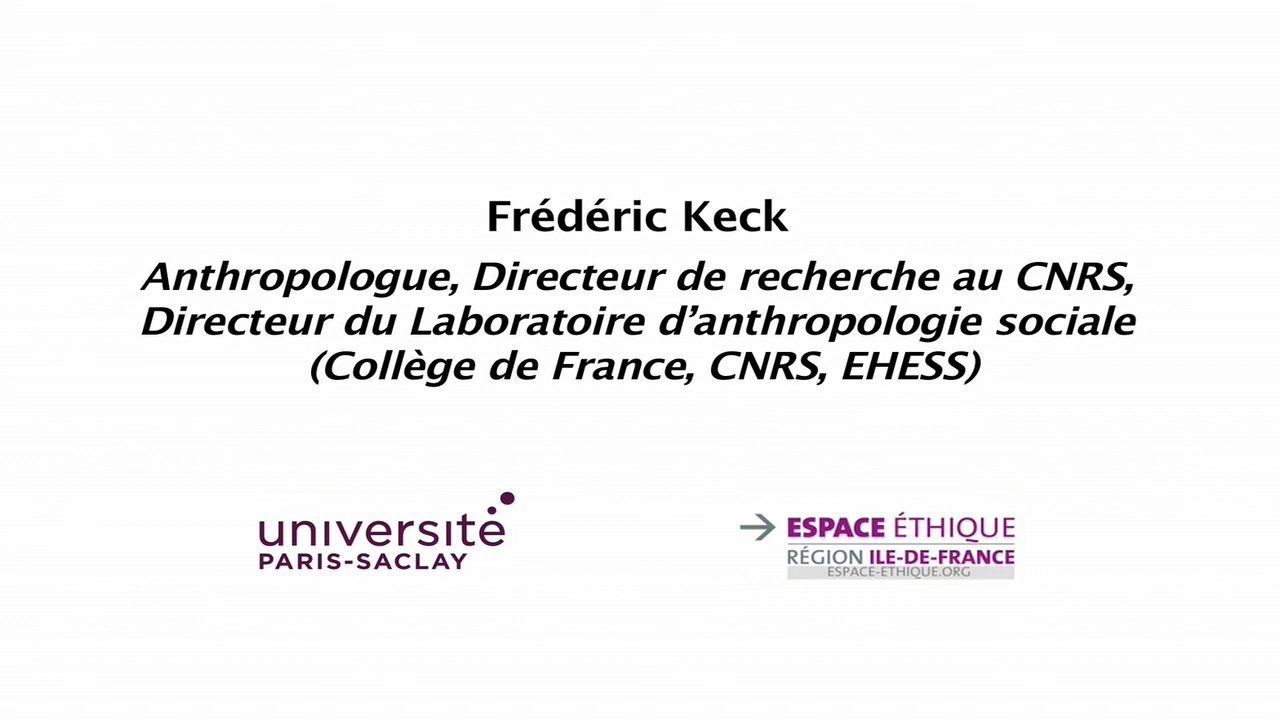 Frédéric Keck
Anthropologue, Directeur de recherche au CNRS,
Directeur du Laboratoire d’anthropologie sociale
(Collège de France, CNRS, EHESS)
université
PARIS-SACLAY
→ ESPACE ÉTHIQUE
RÉGION ILE-DE-FRANCE
ESPACE-ETHIQUE.ORG